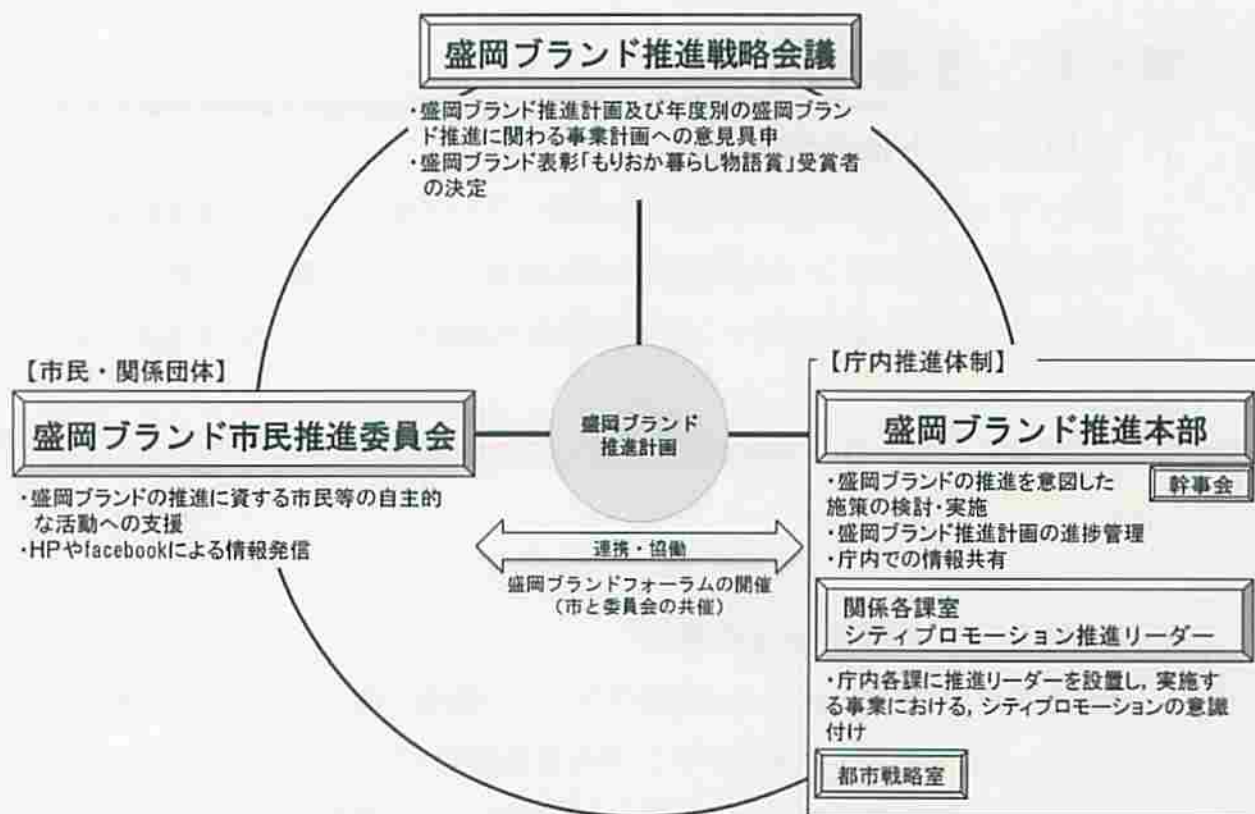 盛岡ブランド推進戦略会議
・盛岡ブランド推進計画及び年度別の盛岡ブラン
ド推進に関わる事業計画への意見具申
・盛岡ブランド表彰「もりおか暮らし物語賞」受賞者
の決定
【市民・関係団体】
盛岡ブランド市民推進委員会
・盛岡ブランドの推進に資する市民等の自主的
な活動への支援
・HPやfacebookによる情報発信
盛岡ブランド
推進計画
連携・協働
盛岡ブランドフォーラムの開催
（市と委員会の共催）
【庁内推進体制】
盛岡ブランド推進本部
・盛岡ブランドの推進を意図した
施策の検討・実施
幹事会
・盛岡ブランド推進計画の進捗管理
・庁内での情報共有
関係各課室
シティプロモーション推進リーダー
・庁内各課に推進リーダーを設置し，実施す
る事業における，シティプロモーションの意識
付け
都市戦略室